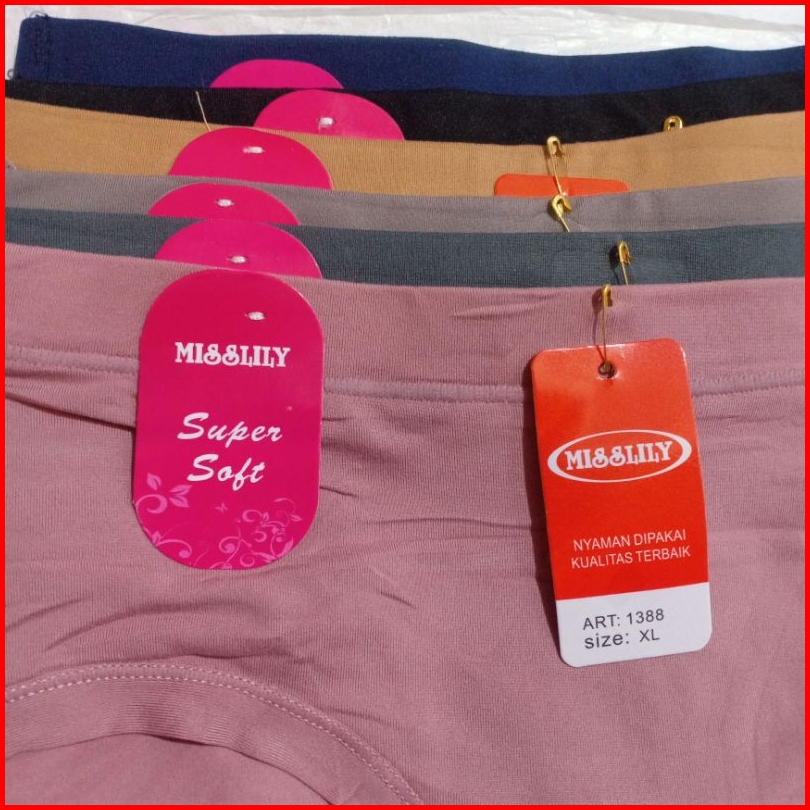 MISSLILY
Super
Soft
MISSLILY
NYAMAN DIPAKAI
KUALITAS TERBAIK
ART: 1388
size: XL